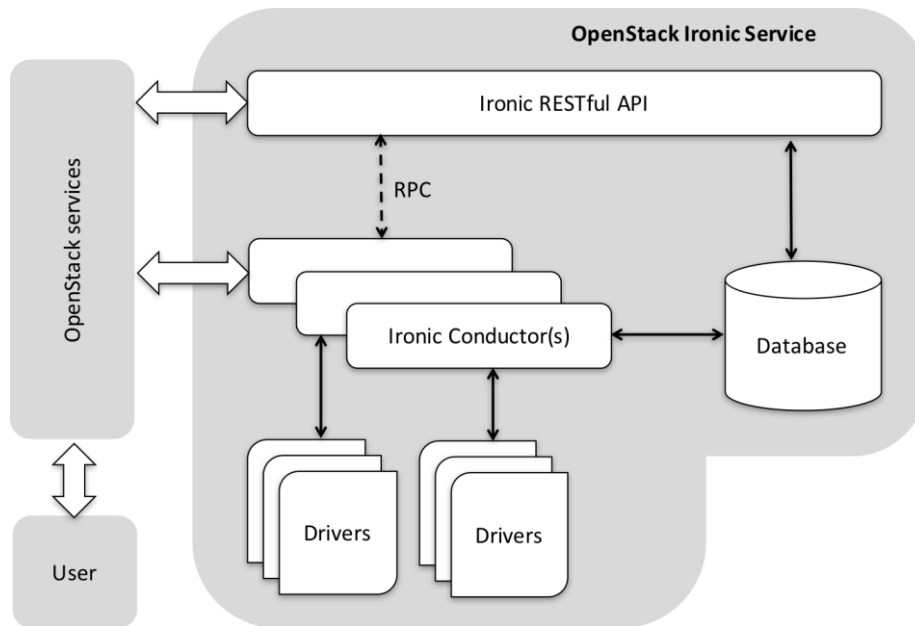 OpenStack Ironic Service
Ironic RESTful API
RPC
OpenStack services
Ironic Conductor(s)
Database
Drivers
Drivers
User